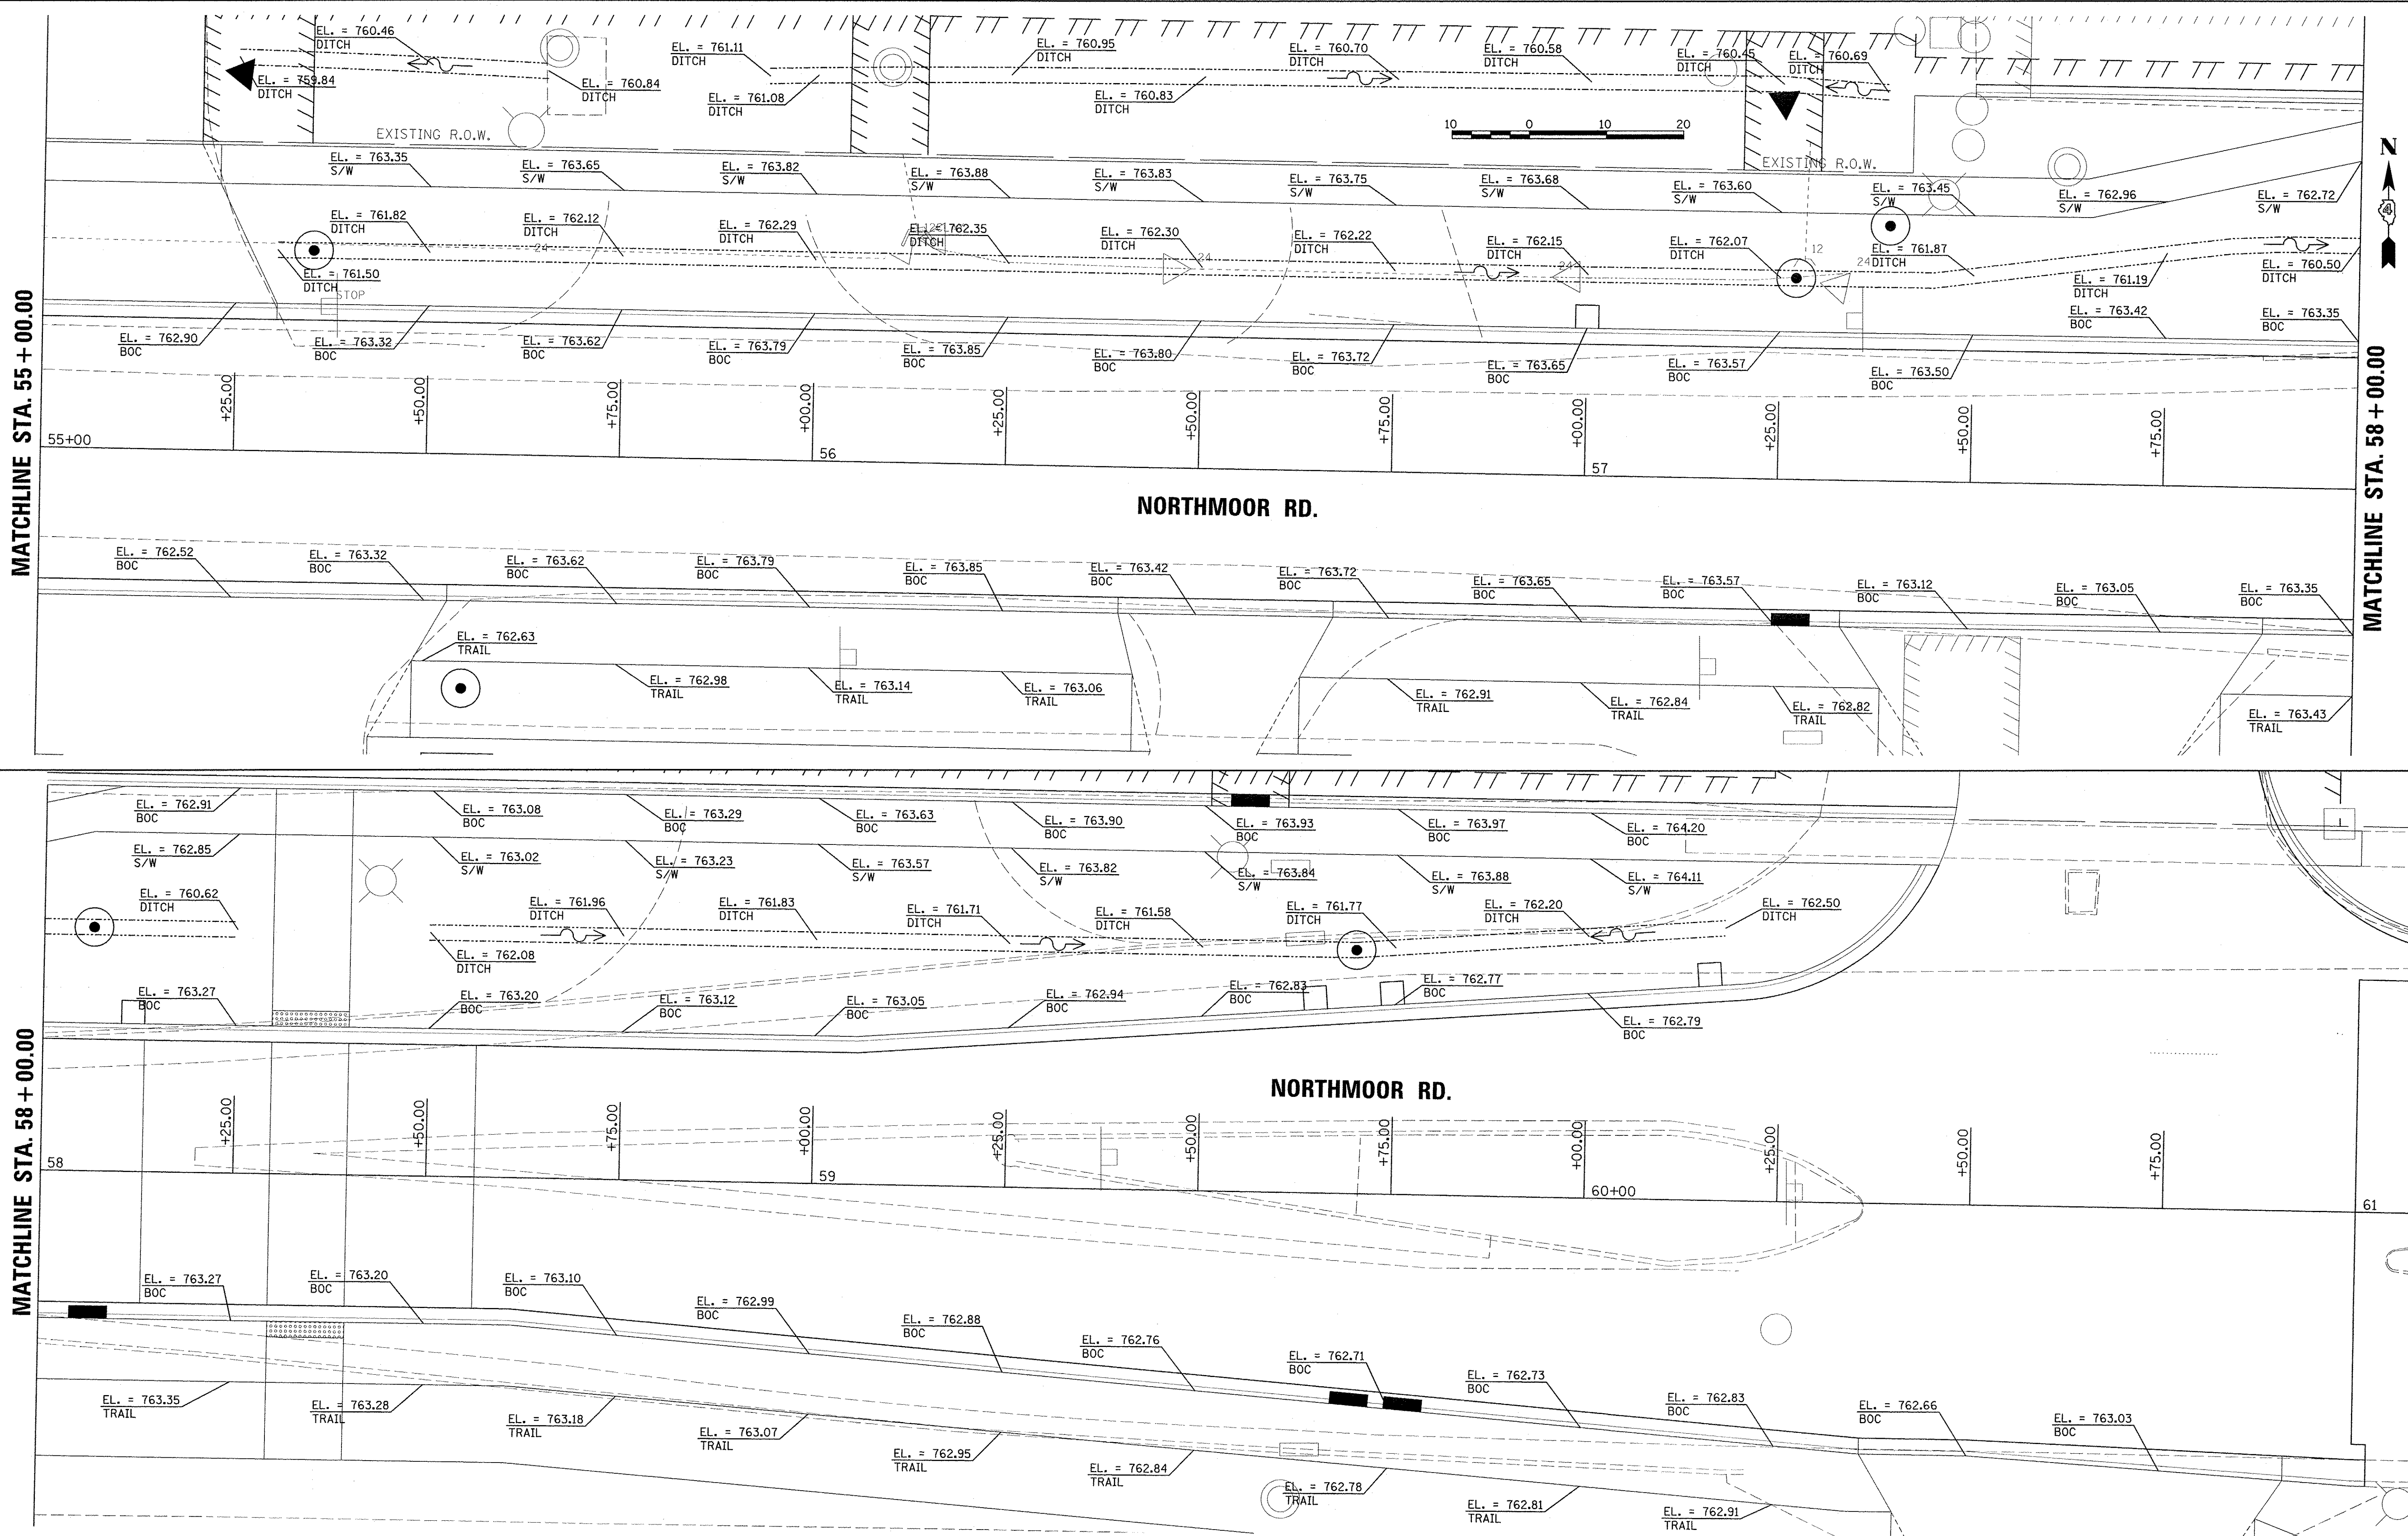 EL. = 760.46
DITCH
EL. = 759.84
DITCH
EL. = 760.84
DITCH
EL. = 761.11
DITCH
EL. = 761.08
DITCH
EL. = 760.95
DITCH
EL. = 760.83
DITCH
EL. = 760.70
DITCH
EL. = 760.58
DITCH
EL. = 760.45
DITCH
EL. = 760.69
DITCH
10 0 10 20
EXISTING R.O.W.
EXISTING R.O.W.
N
4
EL. = 763.35
S/W
EL. = 763.65
S/W
EL. = 763.82
S/W
EL. = 763.88
S/W
EL. = 763.83
S/W
EL. = 763.75
S/W
EL. = 763.68
S/W
EL. = 763.60
S/W
EL. = 763.45
S/W
EL. = 762.96
S/W
EL. = 762.72
S/W
EL. = 761.82
DITCH
EL. = 762.12
DITCH
EL. = 762.29
DITCH
EL. = 762.35
DITCH
EL. = 762.30
DITCH
EL. = 762.22
DITCH
EL. = 762.15
DITCH
EL. = 762.07
DITCH
EL. = 761.87
DITCH
EL. = 761.19
DITCH
EL. = 760.50
DITCH
EL. = 761.50
DITCH
STOP
24
24
24
12
24
EL. = 762.90
BOC
EL. = 763.32
BOC
EL. = 763.62
BOC
EL. = 763.79
BOC
EL. = 763.85
BOC
EL. = 763.80
BOC
EL. = 763.72
BOC
EL. = 763.65
BOC
EL. = 763.57
BOC
EL. = 763.50
BOC
EL. = 763.42
BOC
EL. = 763.35
BOC
MATCHLINE STA. 55+00.00
MATCHLINE STA. 58+00.00
+25.00
+50.00
+75.00
+00.00
+25.00
+50.00
+75.00
+00.00
+25.00
+50.00
+75.00
55+00
56
57
NORTHMOOR RD.
EL. = 762.52
BOC
EL. = 763.32
BOC
EL. = 763.62
BOC
EL. = 763.79
BOC
EL. = 763.85
BOC
EL. = 763.42
BOC
EL. = 763.72
BOC
EL. = 763.65
BOC
EL. = 763.57
BOC
EL. = 763.12
BOC
EL. = 763.05
BOC
EL. = 763.35
BOC
EL. = 762.63
TRAIL
EL. = 762.98
TRAIL
EL. = 763.14
TRAIL
EL. = 763.06
TRAIL
EL. = 762.91
TRAIL
EL. = 762.84
TRAIL
EL. = 762.82
TRAIL
EL. = 763.43
TRAIL
EL. = 762.91
BOC
EL. = 763.08
BOC
EL. = 763.29
BOC
EL. = 763.63
BOC
EL. = 763.90
BOC
EL. = 763.93
BOC
EL. = 763.97
BOC
EL. = 764.20
BOC
EL. = 762.85
S/W
EL. = 763.02
S/W
EL. = 763.23
S/W
EL. = 763.57
S/W
EL. = 763.82
S/W
EL. = 763.84
S/W
EL. = 763.88
S/W
EL. = 764.11
S/W
EL. = 760.62
DITCH
EL. = 762.08
DITCH
EL. = 761.96
DITCH
EL. = 761.83
DITCH
EL. = 761.71
DITCH
EL. = 761.58
DITCH
EL. = 761.77
DITCH
EL. = 762.20
DITCH
EL. = 762.50
DITCH
EL. = 763.27
BOC
EL. = 763.20
BOC
EL. = 763.12
BOC
EL. = 763.05
BOC
EL. = 762.94
BOC
EL. = 762.83
BOC
EL. = 762.77
BOC
EL. = 762.79
BOC
MATCHLINE STA. 58+00.00
NORTHMOOR RD.
+25.00
+50.00
+75.00
+00.00
+25.00
+50.00
+75.00
+00.00
+25.00
+50.00
+75.00
58
59
60+00
61
EL. = 763.27
BOC
EL. = 763.20
BOC
EL. = 763.10
BOC
EL. = 762.99
BOC
EL. = 762.88
BOC
EL. = 762.76
BOC
EL. = 762.71
BOC
EL. = 762.73
BOC
EL. = 762.83
BOC
EL. = 762.66
BOC
EL. = 763.03
BOC
EL. = 763.35
TRAIL
EL. = 763.28
TRAIL
EL. = 763.18
TRAIL
EL. = 763.07
TRAIL
EL. = 762.95
TRAIL
EL. = 762.84
TRAIL
EL. = 762.78
TRAIL
EL. = 762.81
TRAIL
EL. = 762.91
TRAIL